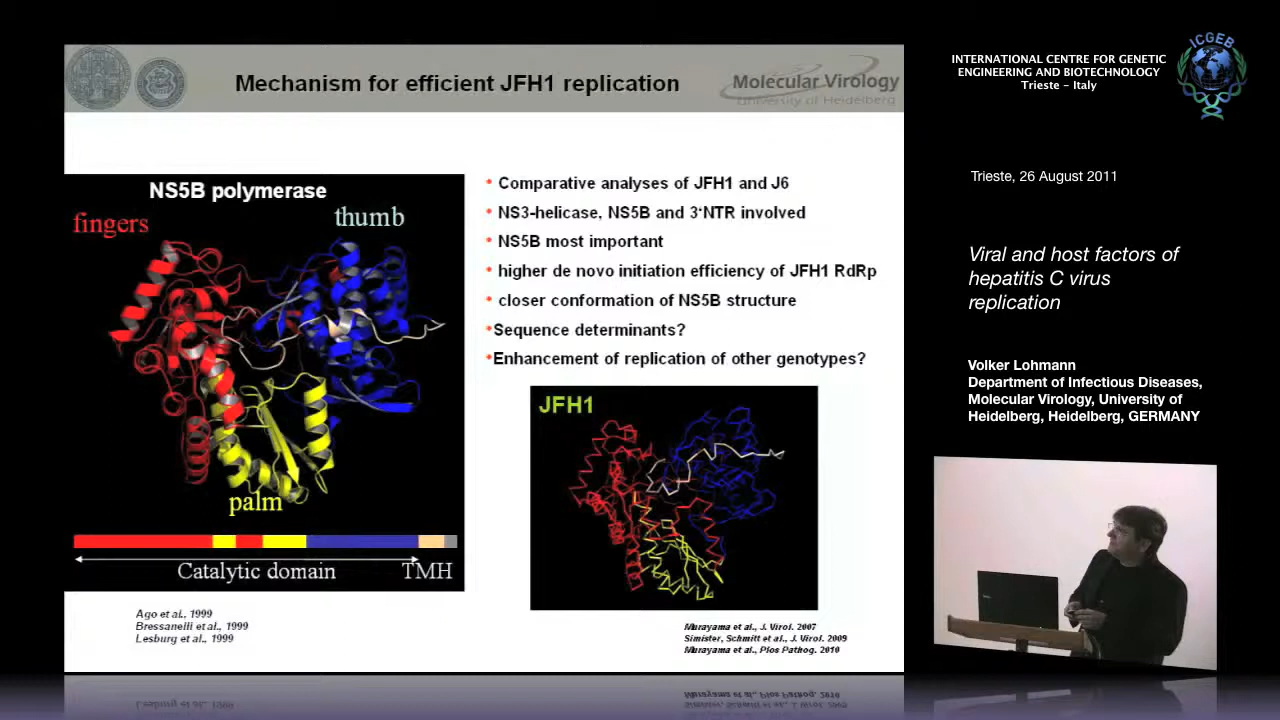 Mechanism for efficient JFH1 replication
Molecular Virology
University of Heidelberg
NS5B polymerase
fingers
thumb
palm
Catalytic domain
TMH
Ago et al., 1999
Bressanelli et al., 1999
Lesburg et al., 1999
• Comparative analyses of JFH1 and J6
• NS3-helicase, NS5B and 3'NTR involved
• NS5B most important
• higher de novo initiation efficiency of JFH1 RdRp
• closer conformation of NS5B structure
•Sequence determinants?
•Enhancement of replication of other genotypes?
JFH1
Murayama et al., J. Virol. 2007
Simister, Schmitt et al., J. Virol. 2009
Murayama et al., Plos Pathog. 2010
INTERNATIONAL CENTRE FOR GENETIC
ENGINEERING AND BIOTECHNOLOGY
Trieste - Italy
ICGEB
Trieste, 26 August 2011
Viral and host factors of
hepatitis C virus
replication
Volker Lohmann
Department of Infectious Diseases,
Molecular Virology, University of
Heidelberg, Heidelberg, GERMANY